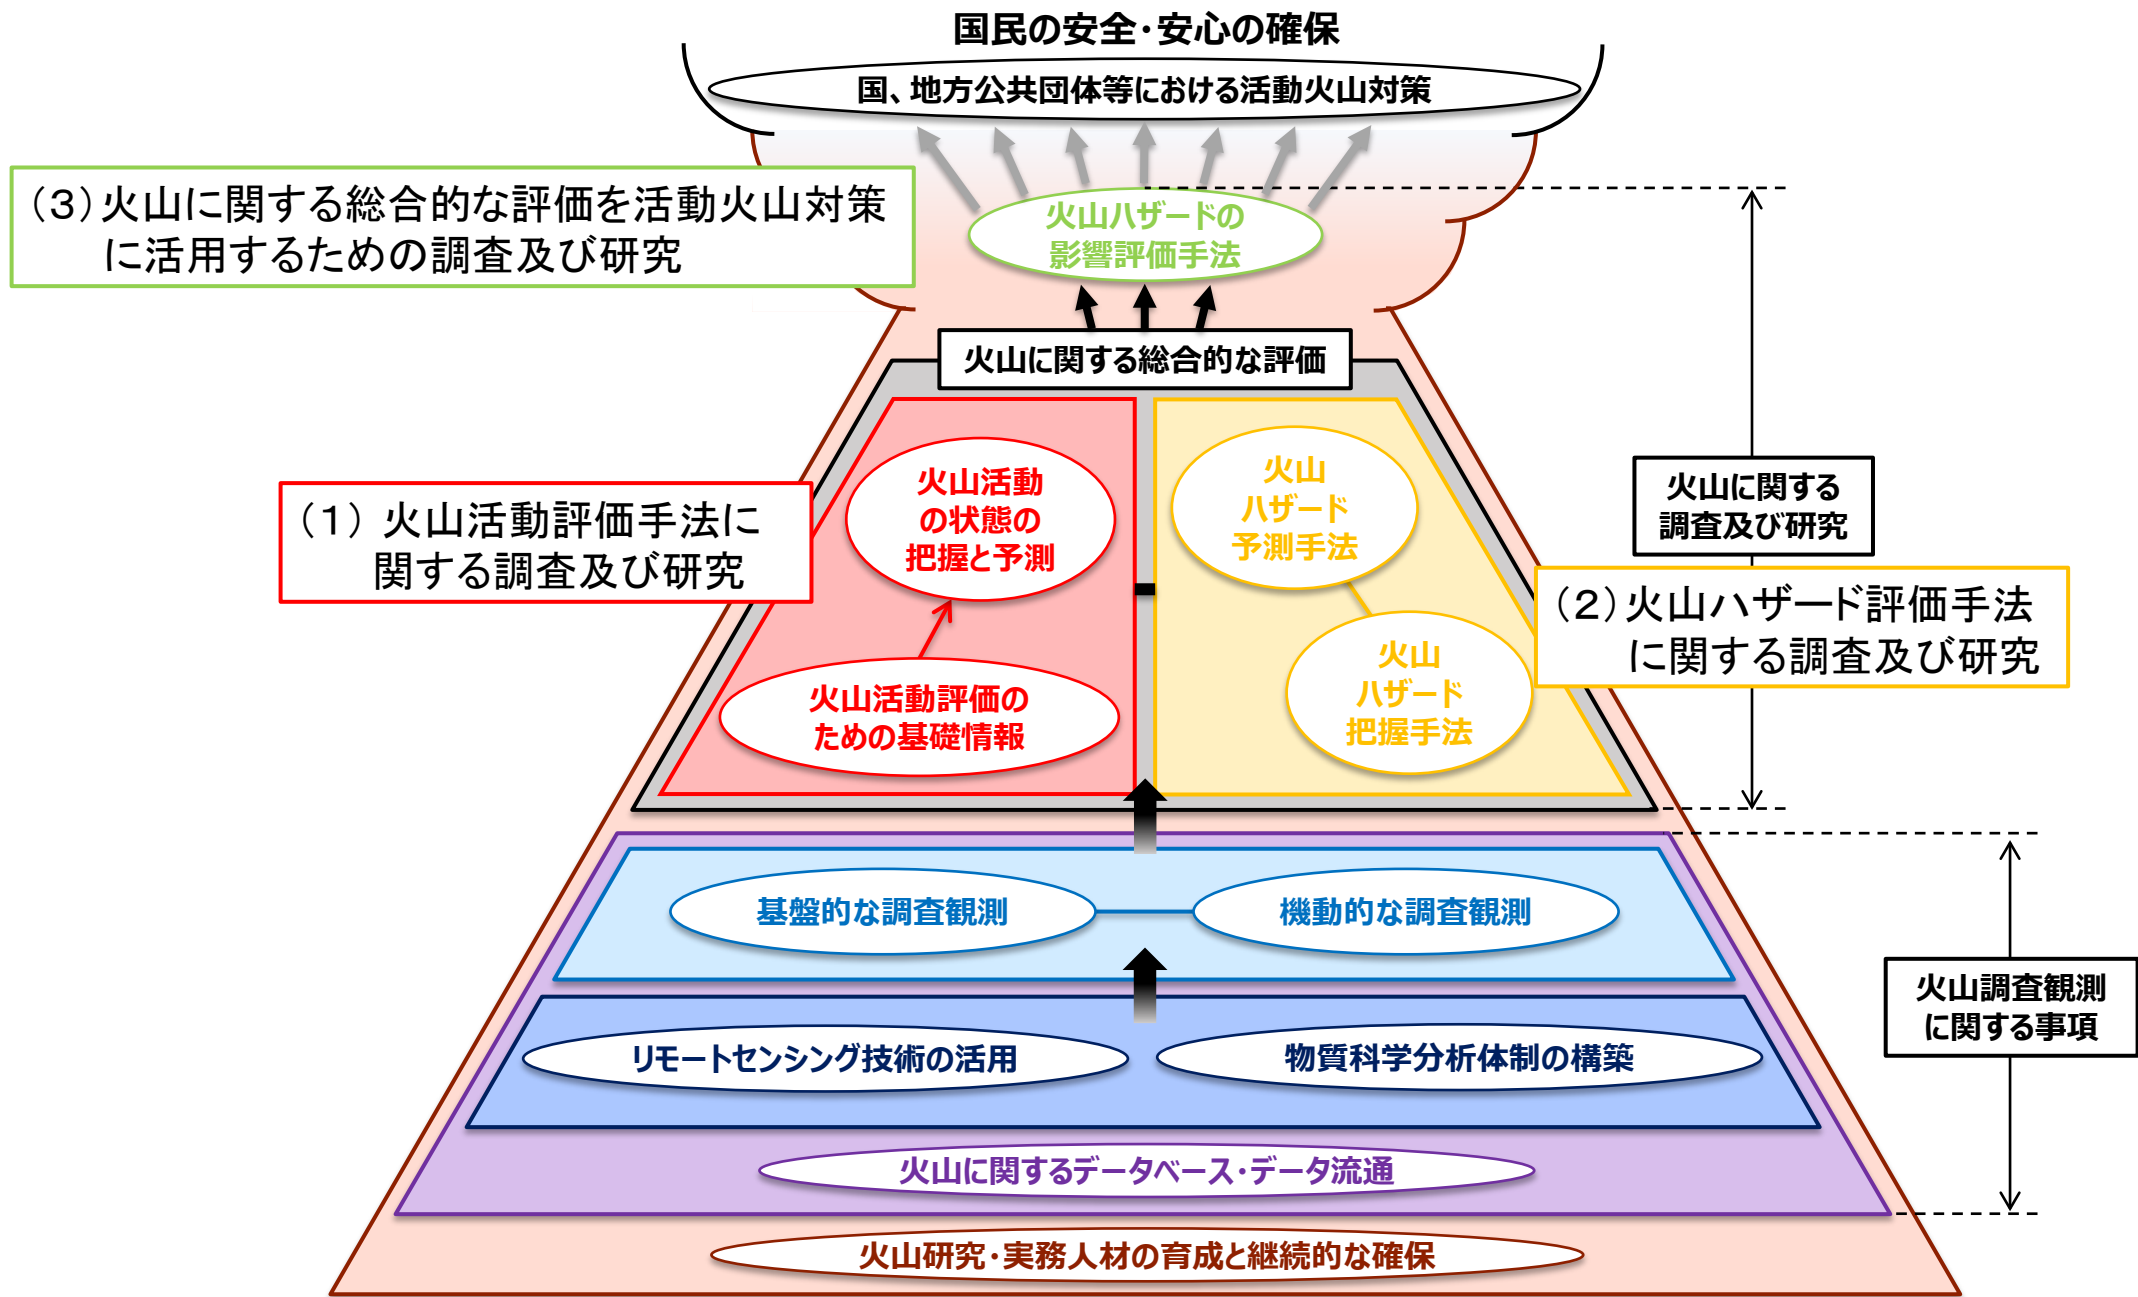 国民の安全・安心の確保
国、地方公共団体等における活動火山対策
（3）火山に関する総合的な評価を活動火山対策
に活用するための調査及び研究
火山ハザードの
影響評価手法
火山に関する総合的な評価
（1）火山活動評価手法に
関する調査及び研究
火山活動
の状態の
把握と予測
火山
ハザード
予測手法
火山に関する
調査及び研究
（2）火山ハザード評価手法
に関する調査及び研究
火山活動評価の
ための基礎情報
火山
ハザード
把握手法
基盤的な調査観測
機動的な調査観測
火山調査観測
に関する事項
リモートセンシング技術の活用
物質科学分析体制の構築
火山に関するデータベース・データ流通
火山研究・実務人材の育成と継続的な確保